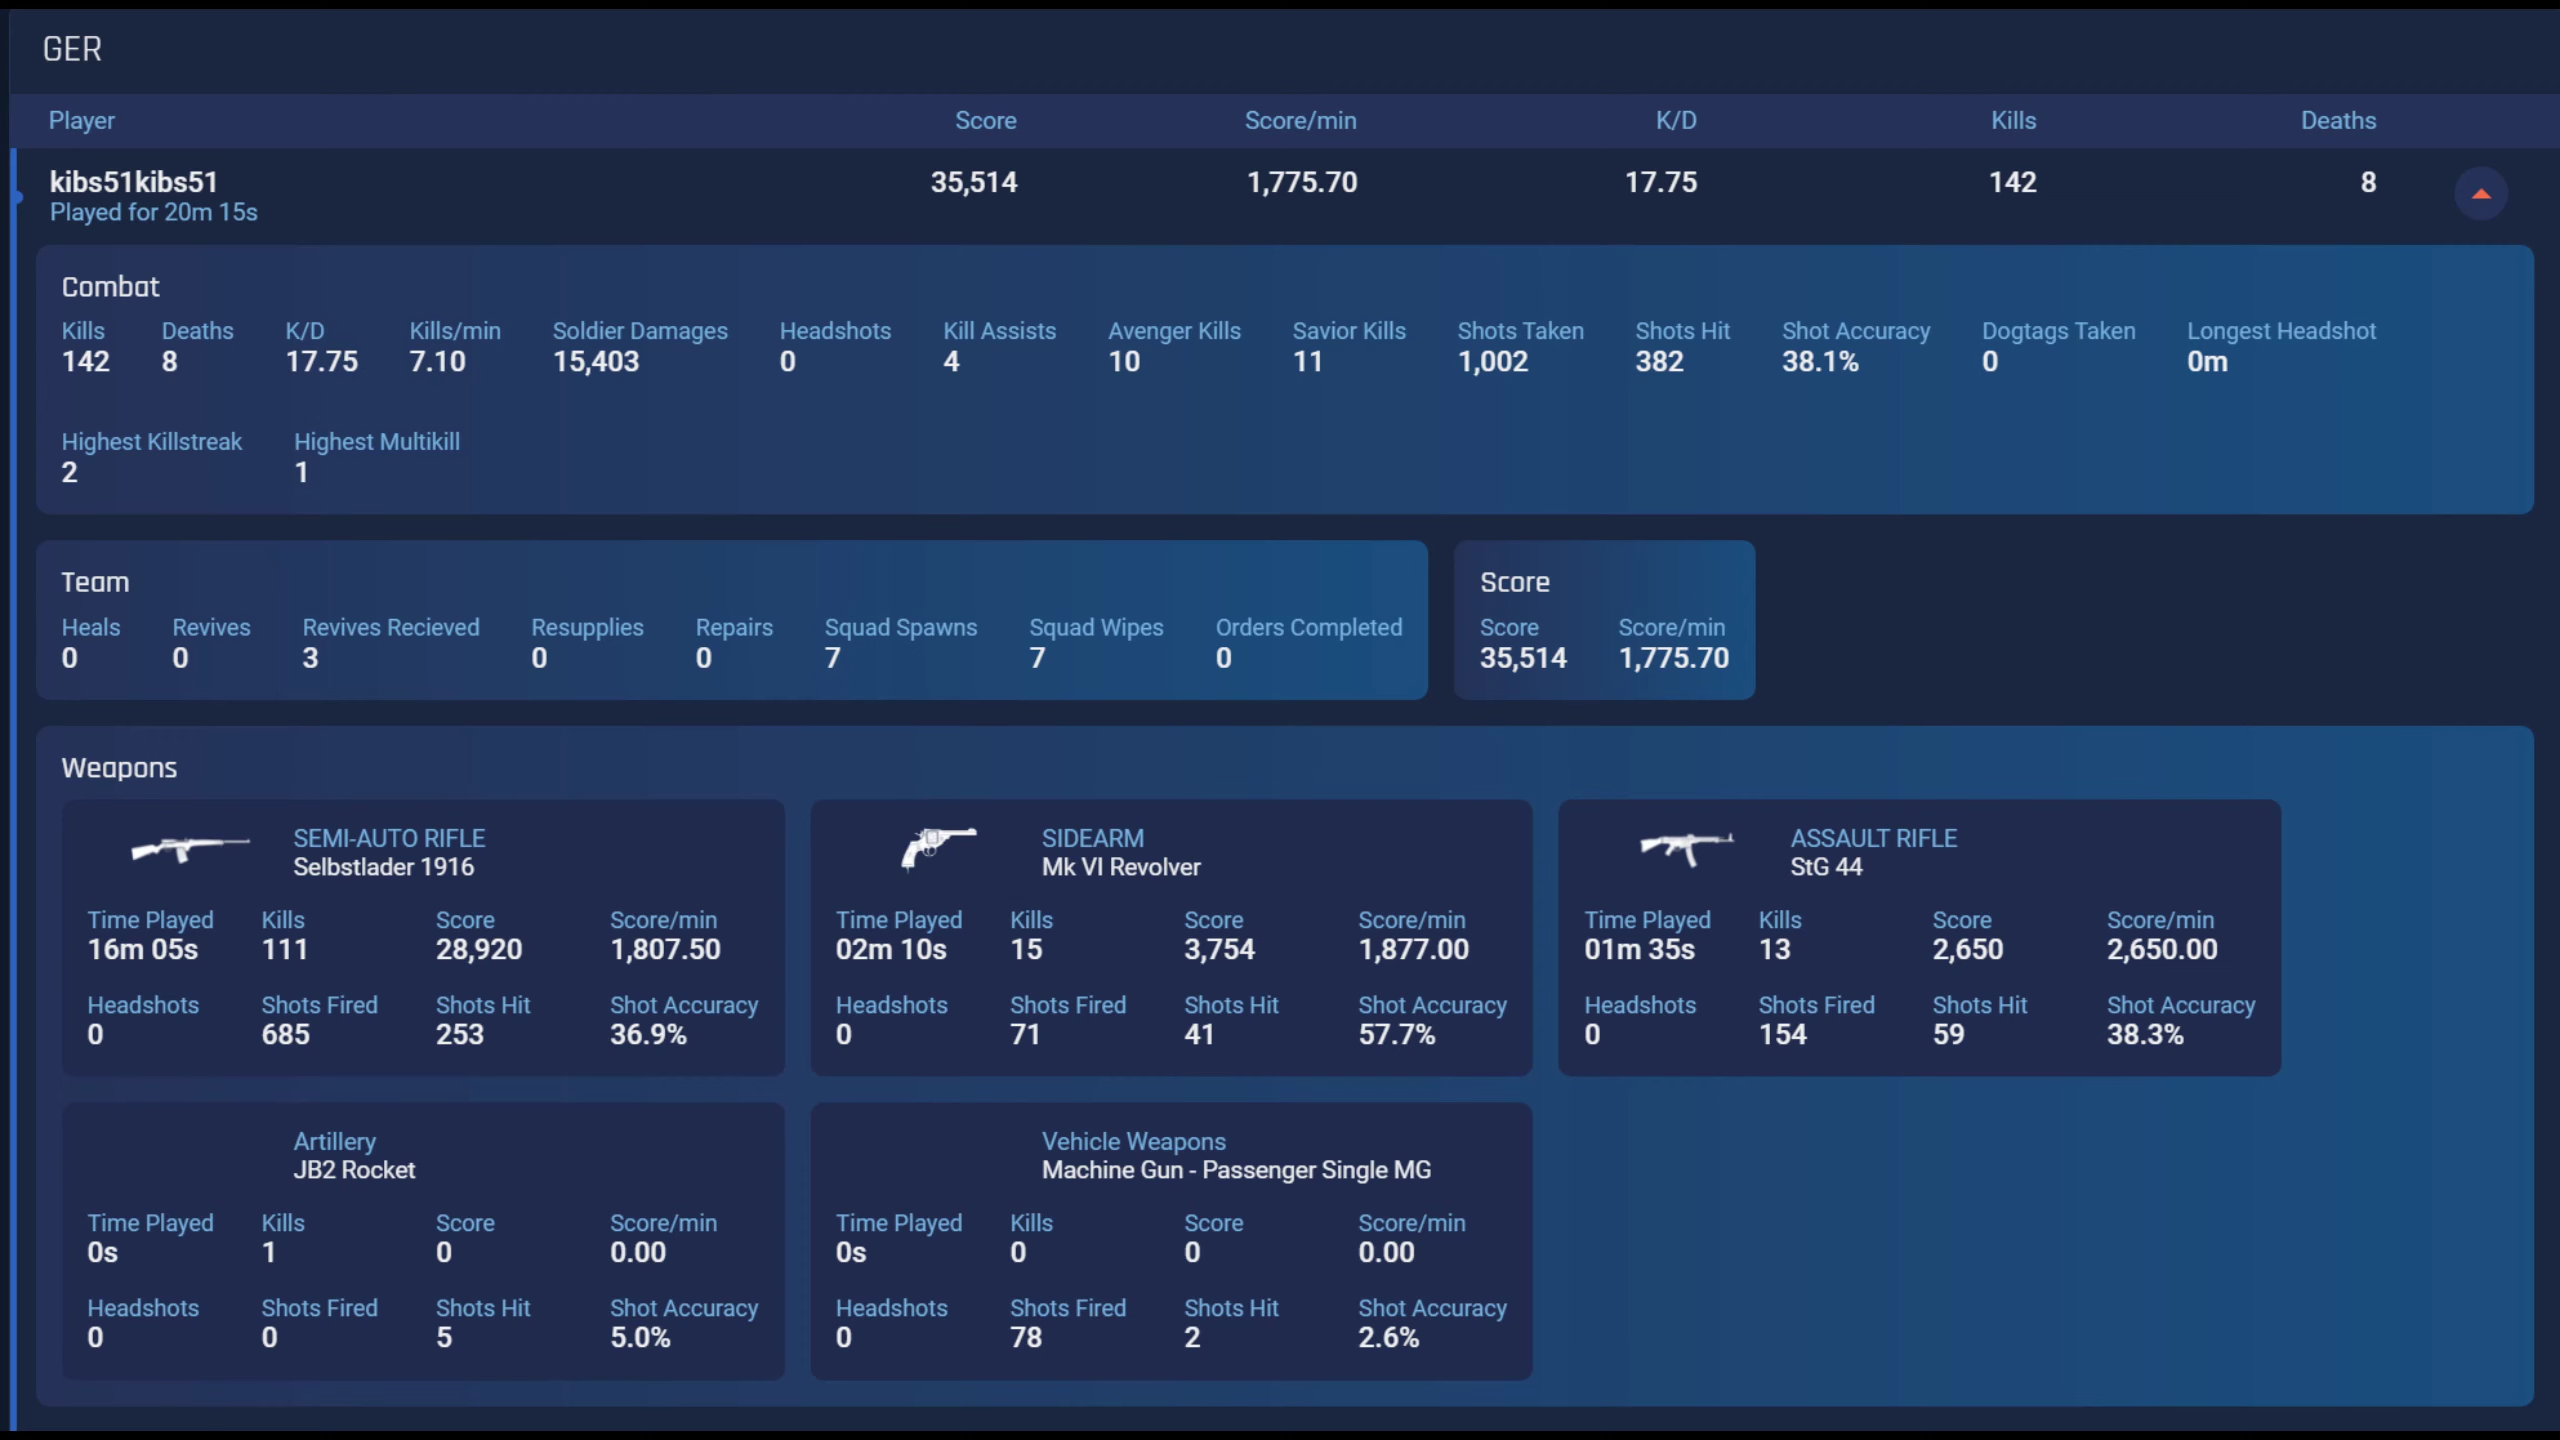 GER
Player Score Score/min K/D Kills Deaths
kibs51kibs51 35,514 1,775.70 17.75 142 8
Played for 20m 15s
Combat
Kills Deaths K/D Kills/min Soldier Damages Headshots Kill Assists Avenger Kills Savior Kills Shots Taken Shots Hit Shot Accuracy Dogtags Taken Longest Headshot
142 8 17.75 7.10 15,403 0 4 10 11 1,002 382 38.1% 0 0m
Highest Killstreak Highest Multikill
2 1
Team
Heals Revives Revives Recieved Resupplies Repairs Squad Spawns Squad Wipes Orders Completed
0 0 3 0 0 7 7 0
Score
Score Score/min
35,514 1,775.70
Weapons
SEMI-AUTO RIFLE
Selbstlader 1916
Time Played Kills Score Score/min
16m 05s 111 28,920 1,807.50
Headshots Shots Fired Shots Hit Shot Accuracy
0 685 253 36.9%
SIDEARM
Mk VI Revolver
Time Played Kills Score Score/min
02m 10s 15 3,754 1,877.00
Headshots Shots Fired Shots Hit Shot Accuracy
0 71 41 57.7%
ASSAULT RIFLE
StG 44
Time Played Kills Score Score/min
01m 35s 13 2,650 2,650.00
Headshots Shots Fired Shots Hit Shot Accuracy
0 154 59 38.3%
Artillery
JB2 Rocket
Time Played Kills Score Score/min
0s 1 0 0.00
Headshots Shots Fired Shots Hit Shot Accuracy
0 0 5 5.0%
Vehicle Weapons
Machine Gun - Passenger Single MG
Time Played Kills Score Score/min
0s 0 0 0.00
Headshots Shots Fired Shots Hit Shot Accuracy
0 78 2 2.6%